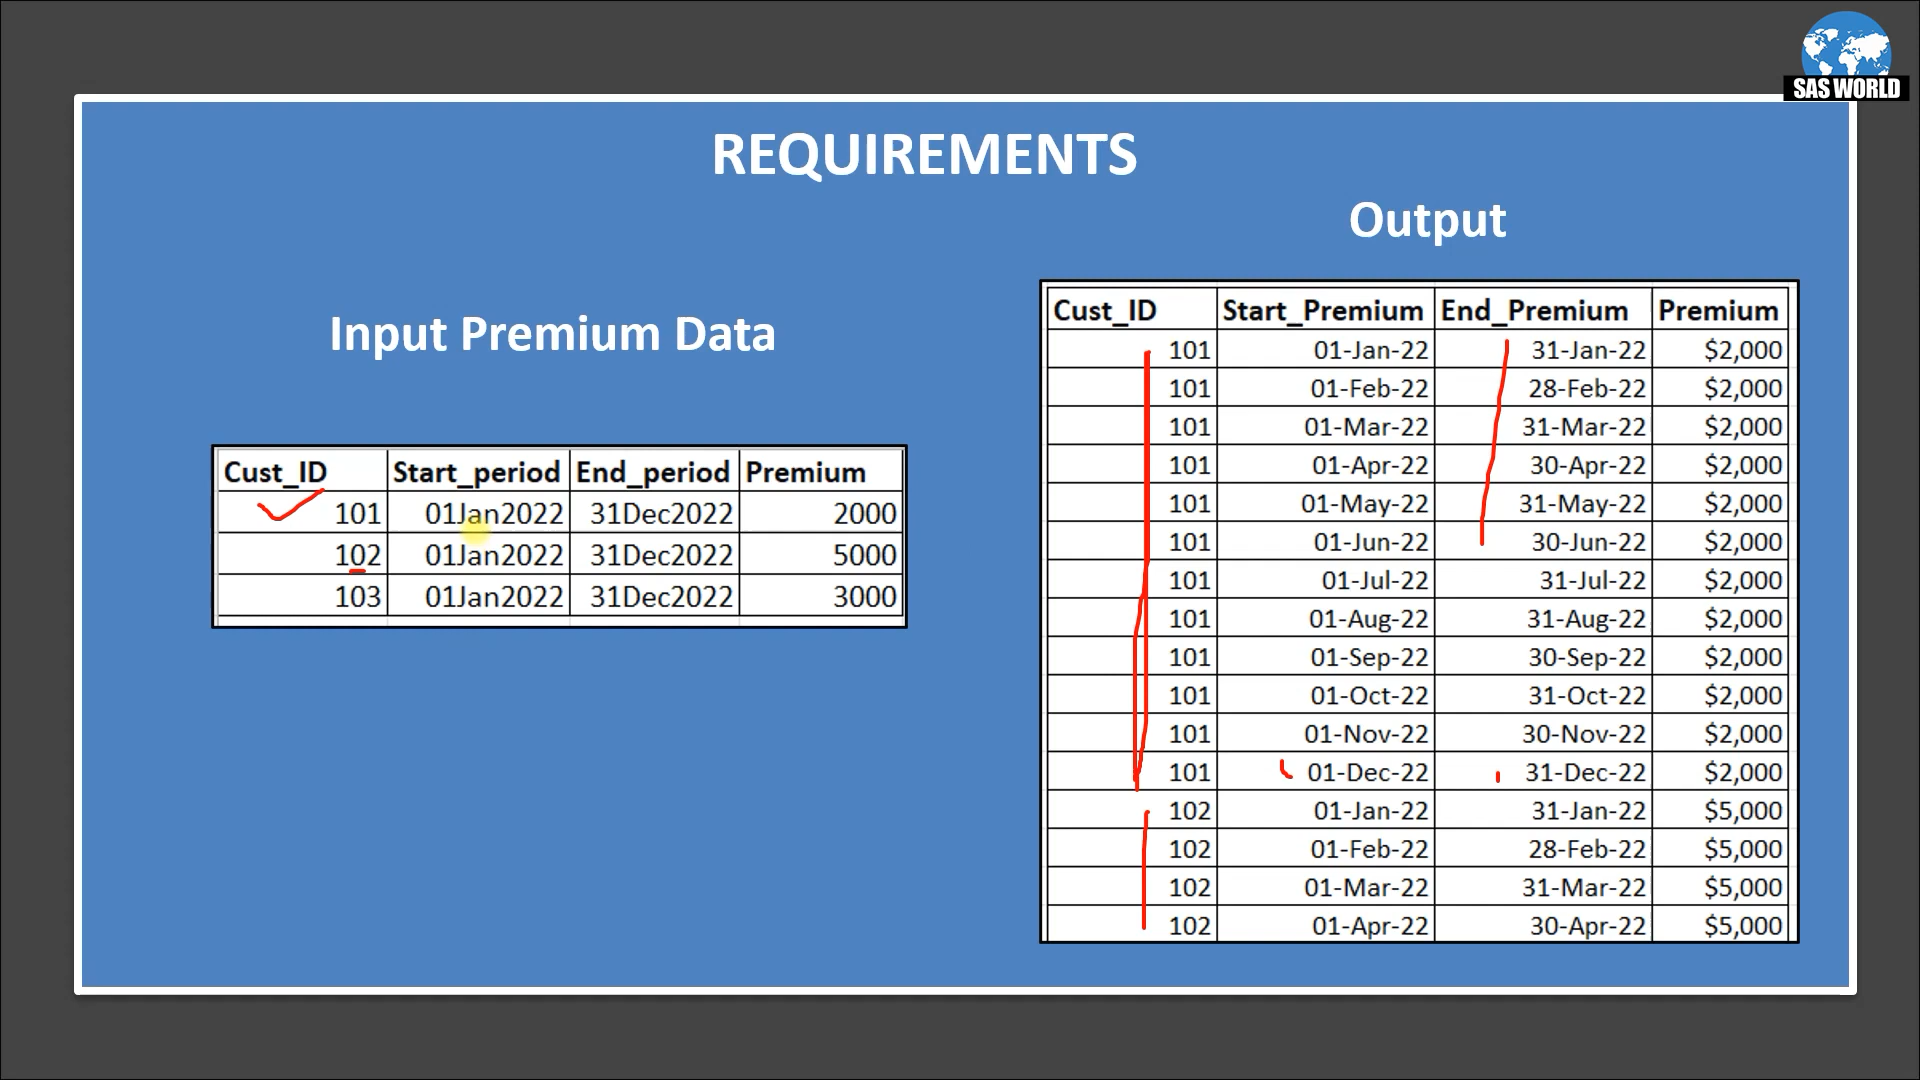 SAS WORLD
REQUIREMENTS
Output
Input Premium Data
Cust_ID Start_period End_period Premium
101 01Jan2022 31Dec2022 2000
102 01Jan2022 31Dec2022 5000
103 01Jan2022 31Dec2022 3000
Cust_ID Start_Premium End_Premium Premium
101 01-Jan-22 31-Jan-22 $2,000
101 01-Feb-22 28-Feb-22 $2,000
101 01-Mar-22 31-Mar-22 $2,000
101 01-Apr-22 30-Apr-22 $2,000
101 01-May-22 31-May-22 $2,000
101 01-Jun-22 30-Jun-22 $2,000
101 01-Jul-22 31-Jul-22 $2,000
101 01-Aug-22 31-Aug-22 $2,000
101 01-Sep-22 30-Sep-22 $2,000
101 01-Oct-22 31-Oct-22 $2,000
101 01-Nov-22 30-Nov-22 $2,000
101 01-Dec-22 31-Dec-22 $2,000
102 01-Jan-22 31-Jan-22 $5,000
102 01-Feb-22 28-Feb-22 $5,000
102 01-Mar-22 31-Mar-22 $5,000
102 01-Apr-22 30-Apr-22 $5,000